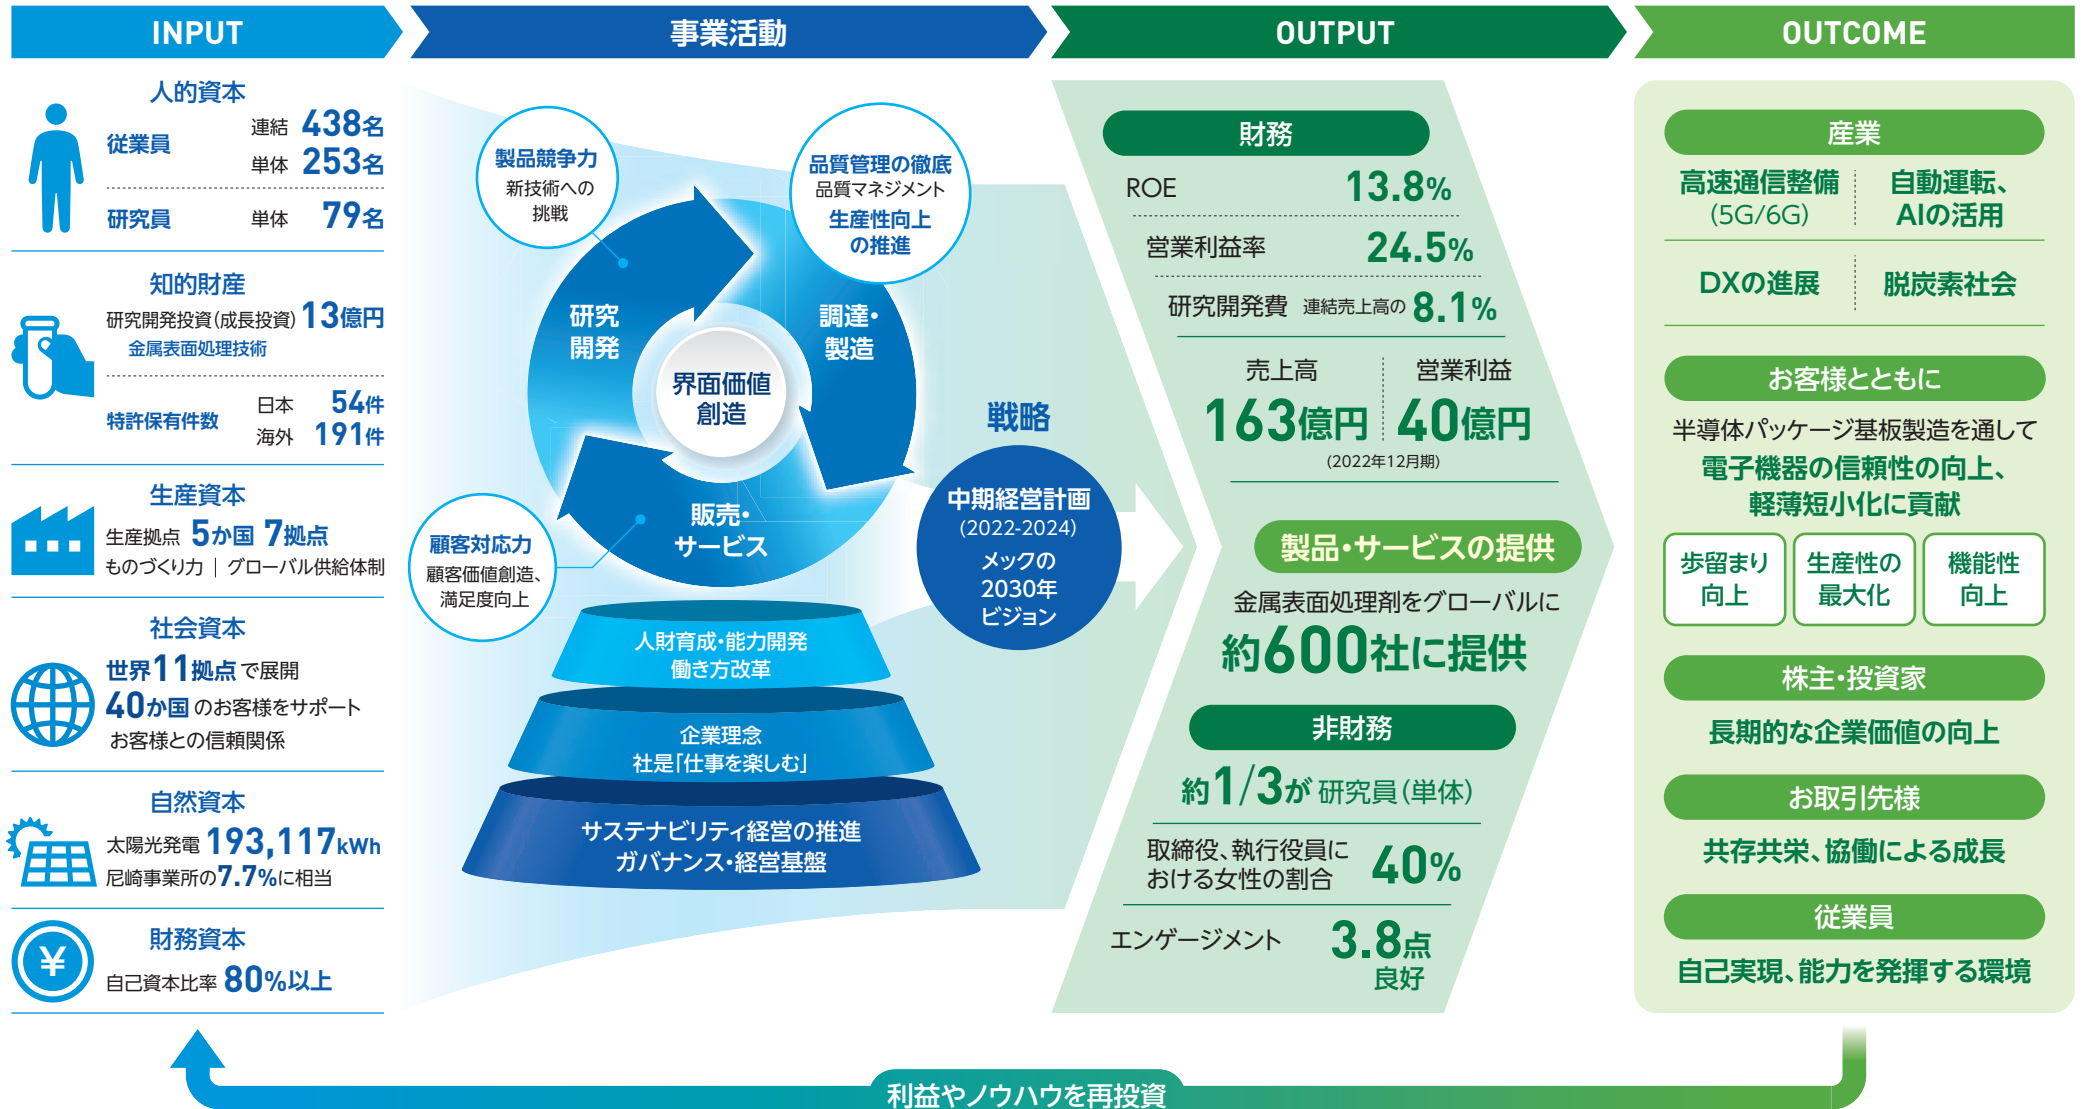 INPUT
事業活動
OUTPUT
OUTCOME
人的資本
従業員
連結 438名
単体 253名
研究員 単体 79名
知的財産
研究開発投資(成長投資) 13億円
金属表面処理技術
特許保有件数
日本 54件
海外 191件
生産資本
生産拠点 5か国 7拠点
ものづくり力｜グローバル供給体制
社会資本
世界11拠点で展開
40か国のお客様をサポート
お客様との信頼関係
自然資本
太陽光発電 193,117kWh
尼崎事業所の7.7%に相当
財務資本
自己資本比率 80%以上
製品競争力
新技術への
挑戦
品質管理の徹底
品質マネジメント
生産性向上
の推進
研究
開発
調達・
製造
界面価値
創造
販売・
サービス
顧客対応力
顧客価値創造、
満足度向上
戦略
中期経営計画
(2022-2024)
メックの
2030年
ビジョン
人財育成・能力開発
働き方改革
企業理念
社是「仕事を楽しむ」
サステナビリティ経営の推進
ガバナンス・経営基盤
財務
ROE 13.8%
営業利益率 24.5%
研究開発費 連結売上高の 8.1%
売上高 営業利益
163億円 40億円
(2022年12月期)
製品・サービスの提供
金属表面処理剤をグローバルに
約600社に提供
非財務
約1/3が 研究員(単体)
取締役、執行役員に
おける女性の割合 40%
エンゲージメント 3.8点
良好
産業
高速通信整備
(5G/6G)
自動運転、
AIの活用
DXの進展
脱炭素社会
お客様とともに
半導体パッケージ基板製造を通して
電子機器の信頼性の向上、
軽薄短小化に貢献
歩留まり
向上
生産性の
最大化
機能性
向上
株主・投資家
長期的な企業価値の向上
お取引先様
共存共栄、協働による成長
従業員
自己実現、能力を発揮する環境
利益やノウハウを再投資